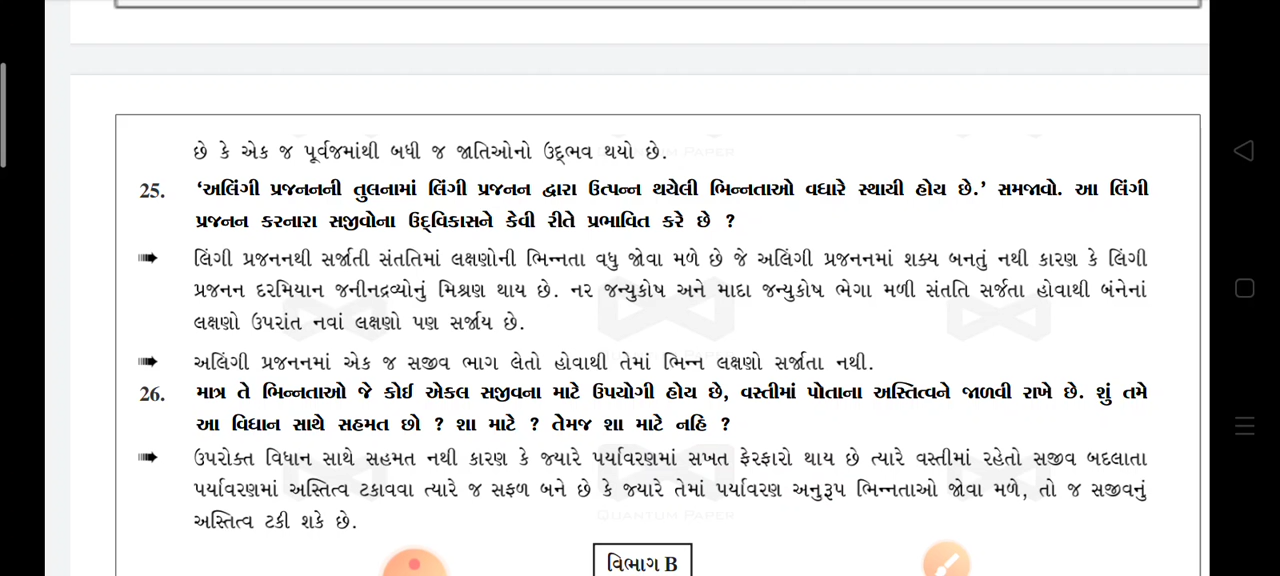 છે કે એક જ પૂર્વજમાંથી બધી જ જાતિઓનો ઉદ્ભવ થયો છે.
25. ‘અલિંગી પ્રજનનની તુલનામાં લિંગી પ્રજનન દ્વારા ઉત્પન્ન થયેલી ભિન્નતાઓ વધારે સ્થાયી હોય છે.’ સમજાવો. આ લિંગી
પ્રજનન કરનારા સજીવોના ઉદ્વિકાસને કેવી રીતે પ્રભાવિત કરે છે ?
➠ લિંગી પ્રજનનથી સર્જાતી સંતતિમાં લક્ષણોની ભિન્નતા વધુ જોવા મળે છે જે અલિંગી પ્રજનનમાં શક્ય બનતું નથી કારણ કે લિંગી
પ્રજનન દરમિયાન જનીનદ્રવ્યોનું મિશ્રણ થાય છે. નર જન્યુકોષ અને માદા જન્યુકોષ ભેગા મળી સંતતિ સર્જતા હોવાથી બંનેનાં
લક્ષણો ઉપરાંત નવાં લક્ષણો પણ સર્જાય છે.
➠ અલિંગી પ્રજનનમાં એક જ સજીવ ભાગ લેતો હોવાથી તેમાં ભિન્ન લક્ષણો સર્જાતા નથી.
26. માત્ર તે ભિન્નતાઓ જે કોઈ એકલ સજીવના માટે ઉપયોગી હોય છે, વસ્તીમાં પોતાના અસ્તિત્વને જાળવી રાખે છે. શું તમે
આ વિધાન સાથે સહમત છો ? શા માટે ? તેમજ શા માટે નહિ ?
➠ ઉપરોક્ત વિધાન સાથે સહમત નથી કારણ કે જ્યારે પર્યાવરણમાં સખત ફેરફારો થાય છે ત્યારે વસ્તીમાં રહેતો સજીવ બદલાતા
પર્યાવરણમાં અસ્તિત્વ ટકાવવા ત્યારે જ સફળ બને છે કે જ્યારે તેમાં પર્યાવરણ અનુરૂપ ભિન્નતાઓ જોવા મળે, તો જ સજીવનું
અસ્તિત્વ ટકી શકે છે.
QUANTUM PAPER
વિભાગ B